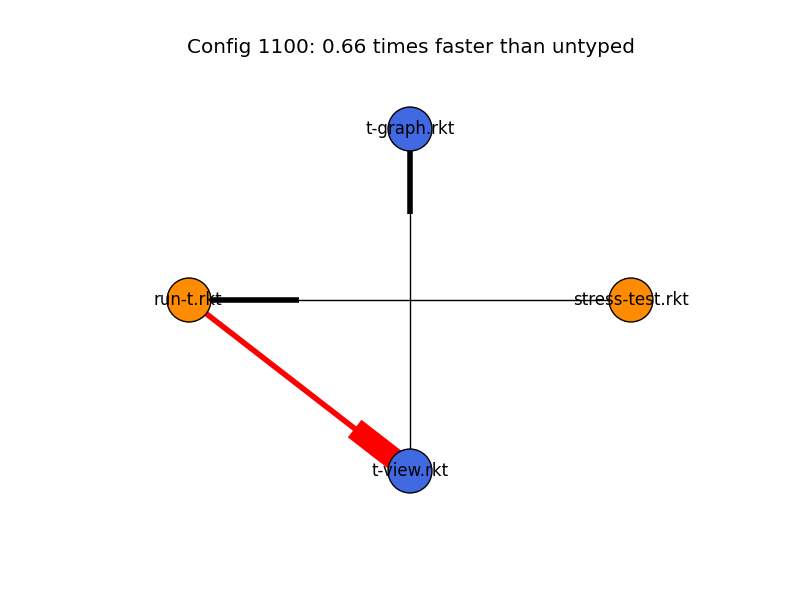 Config 1100: 0.66 times faster than untyped
t-graph.rkt
run-t.rkt
stress-test.rkt
t-view.rkt